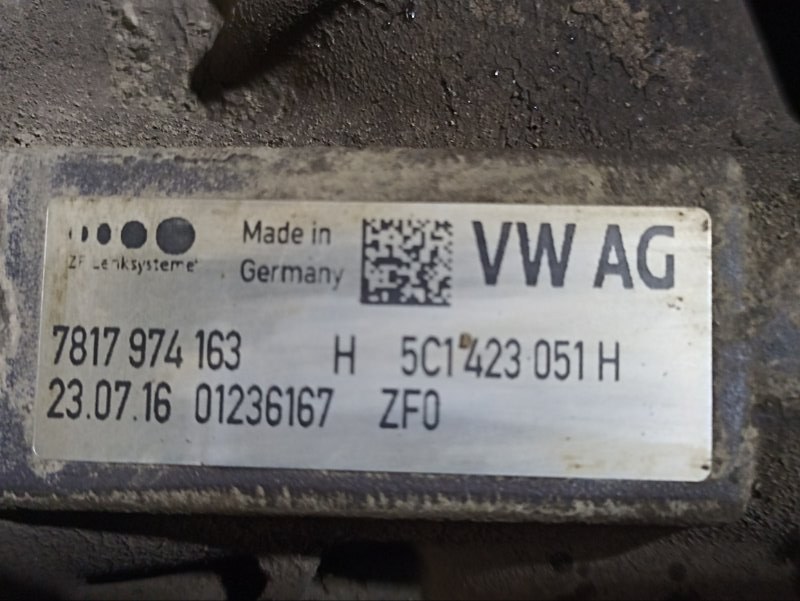 Made in
Germany
VW AG
ZF Lenksysteme
7817 974 163 H 5C1 423 051 H
23.07.16 01236167 ZF0